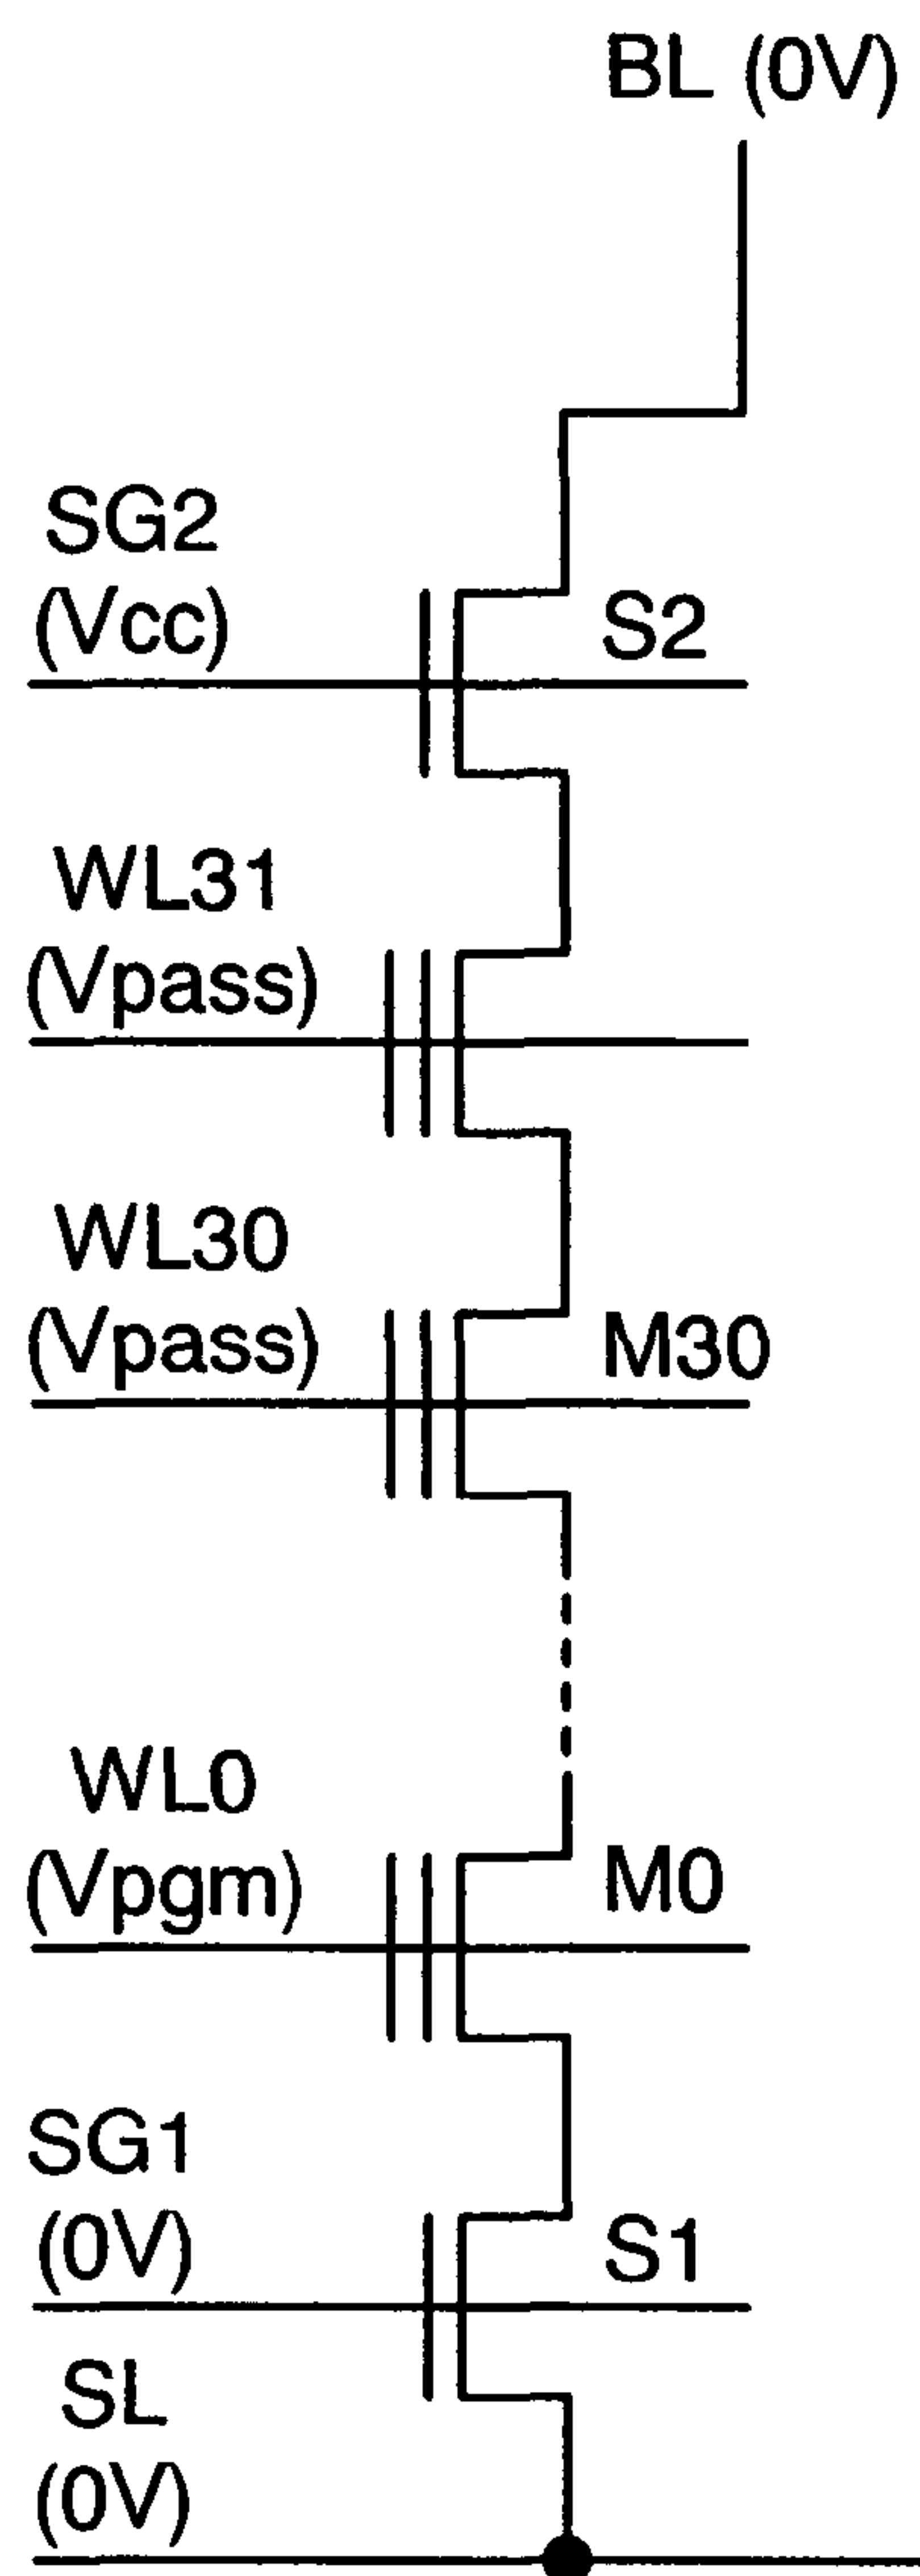 BL (0V)
SG2
(Vcc)
S2
WL31
(Vpass)
WL30
(Vpass)
M30
WL0
(Vpgm)
M0
SG1
(0V)
S1
SL
(0V)